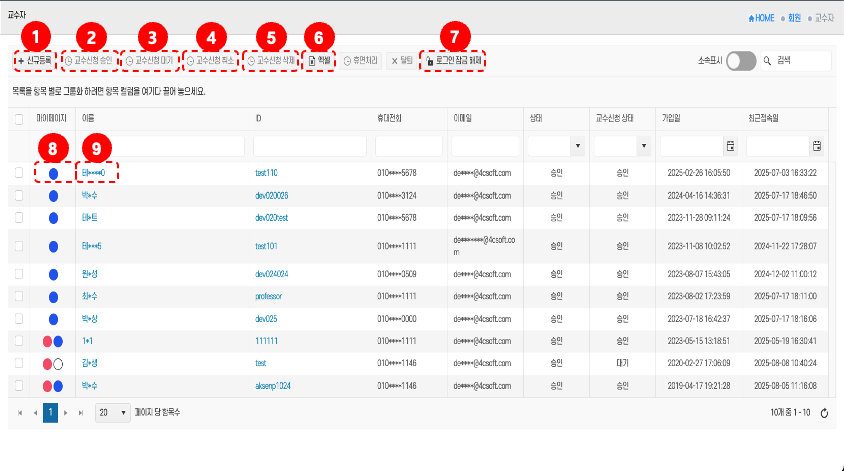 교수자
HOME 회원 교수자
1 2 3 4 5 6 7
신규등록 교수신청 승인 교수신청 대기 교수신청 취소 교수신청 삭제 엑셀 휴면처리 탈퇴 로그인 잠금 해제 소속표시 검색
목록을 항목 별로 그룹화 하려면 항목 컬럼을 여기다 끌어 놓으세요.
마이페이지 이름 ID 휴대전화 이메일 상태 교수신청 상태 가입일 최근접속일
8 9
테****0 test110 010****5678 de****@4csoft.com 승인 승인 2025-02-26 16:05:50 2025-07-03 16:33:22
박*수 dev020026 010****3124 de****@4csoft.com 승인 승인 2024-04-16 14:36:31 2025-07-17 18:46:50
테*트 dev020test 010****5678 de****@4csoft.com 승인 승인 2023-11-28 09:11:24 2025-07-17 18:09:56
테***5 test101 010****1111 de*******@4csoft.co 승인 승인 2023-11-08 10:02:52 2024-11-22 17:28:07
m
원*성 dev024024 010****0509 de****@4csoft.com 승인 승인 2023-08-07 15:43:05 2024-12-02 11:00:12
최*수 professor 010****1111 de****@4csoft.com 승인 승인 2023-08-02 17:23:59 2025-07-17 18:11:00
박*상 dev025 010****0000 de****@4csoft.com 승인 승인 2023-07-18 16:42:37 2025-07-17 18:16:06
1*1 111111 010****1111 de****@4csoft.com 승인 승인 2023-05-15 13:18:51 2025-05-19 16:30:41
김*생 test 010****1146 de****@4csoft.com 승인 대기 2020-02-27 17:06:09 2025-08-08 10:40:24
박*수 aksenp1024 010****1146 de****@4csoft.com 승인 승인 2019-04-17 19:21:28 2025-08-05 11:16:08
1 20 페이지 당 항목수 10개 중 1 - 10